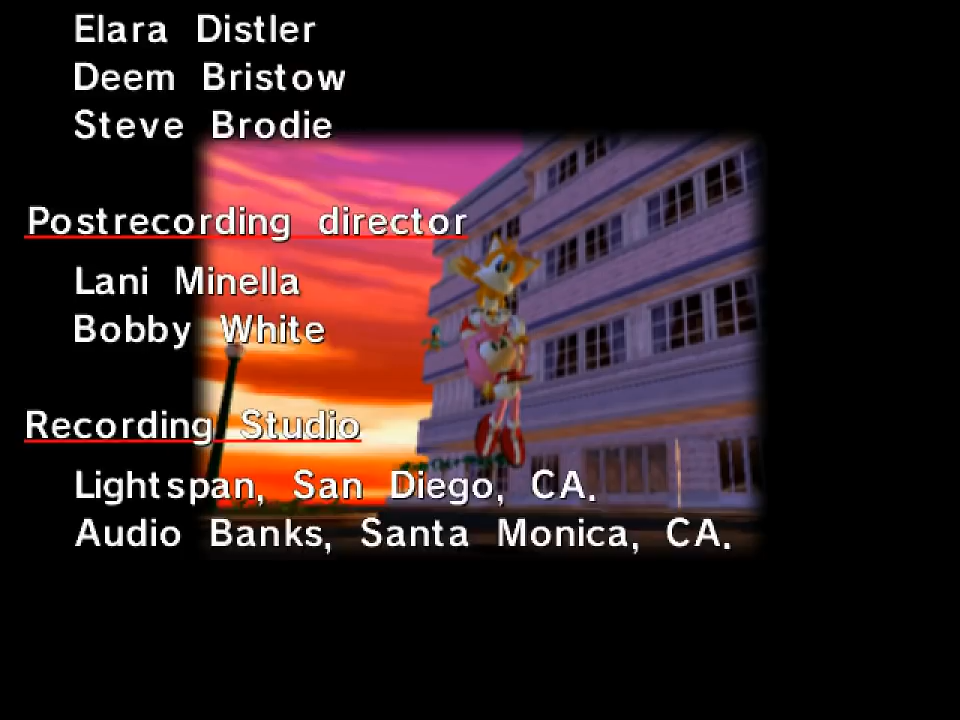 Elara Distler
Deem Bristow
Steve Brodie
Postrecording director
Lani Minella
Bobby White
Recording Studio
Lightspan, San Diego, CA.
Audio Banks, Santa Monica, CA.